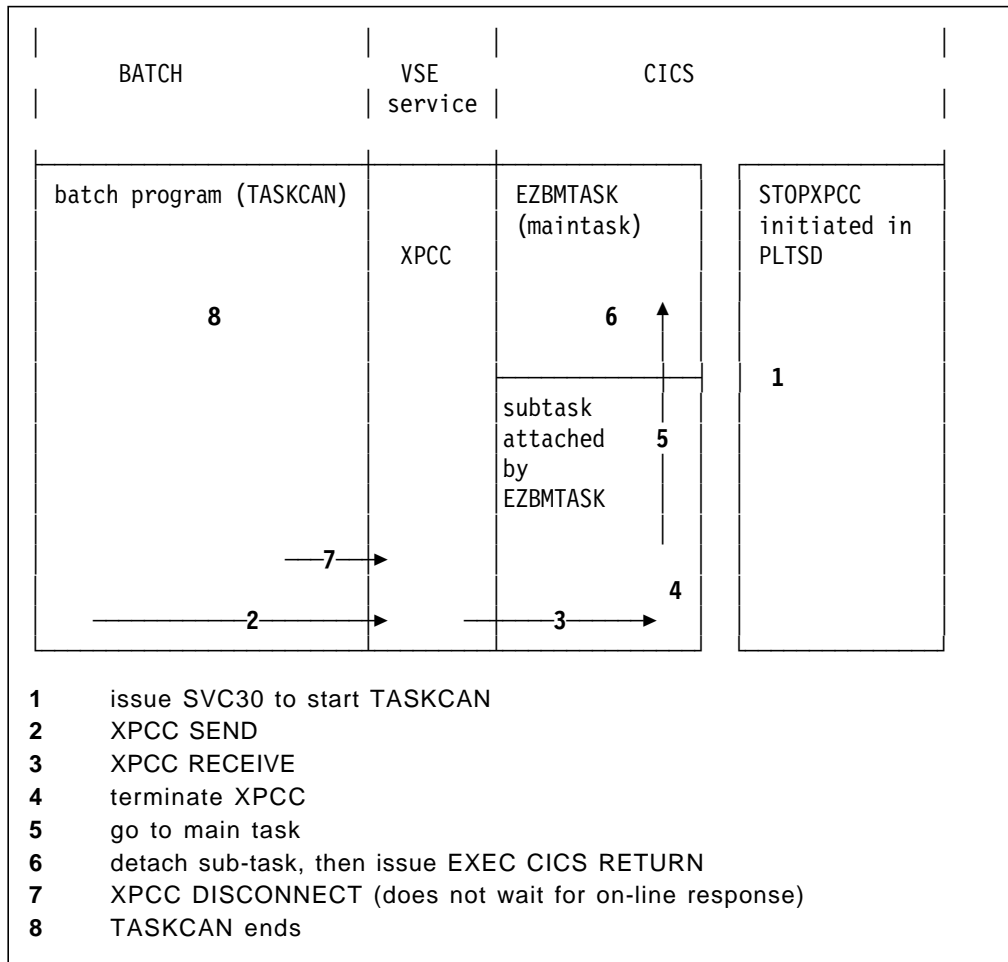 BATCH VSE CICS
service
batch program (TASKCAN) EZBMTASK STOPXPCC
(maintask) initiated in
XPCC PLTSD
8 6
1
subtask
attached 5
by
EZBMTASK
7
4
2 3
1 issue SVC30 to start TASKCAN
2 XPCC SEND
3 XPCC RECEIVE
4 terminate XPCC
5 go to main task
6 detach sub-task, then issue EXEC CICS RETURN
7 XPCC DISCONNECT (does not wait for on-line response)
8 TASKCAN ends